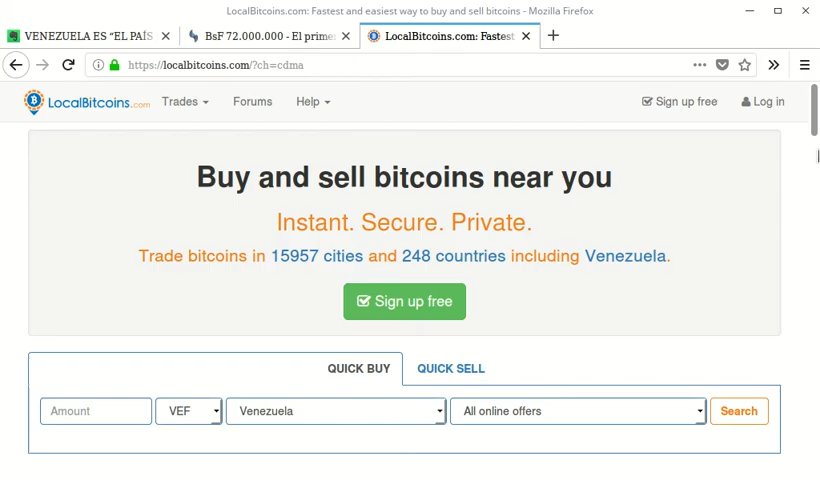 LocalBitcoins.com: Fastest and easiest way to buy and sell bitcoins - Mozilla Firefox
VENEZUELA ES "EL PAÍS
BsF 72.000.000 - El prime
LocalBitcoins.com: Fastest
https://localbitcoins.com/?ch=cdma
LocalBitcoins.com
Trades
Forums
Help
Sign up free
Log in
Buy and sell bitcoins near you
Instant. Secure. Private.
Trade bitcoins in 15957 cities and 248 countries including Venezuela.
Sign up free
QUICK BUY
QUICK SELL
Amount
VEF
Venezuela
All online offers
Search